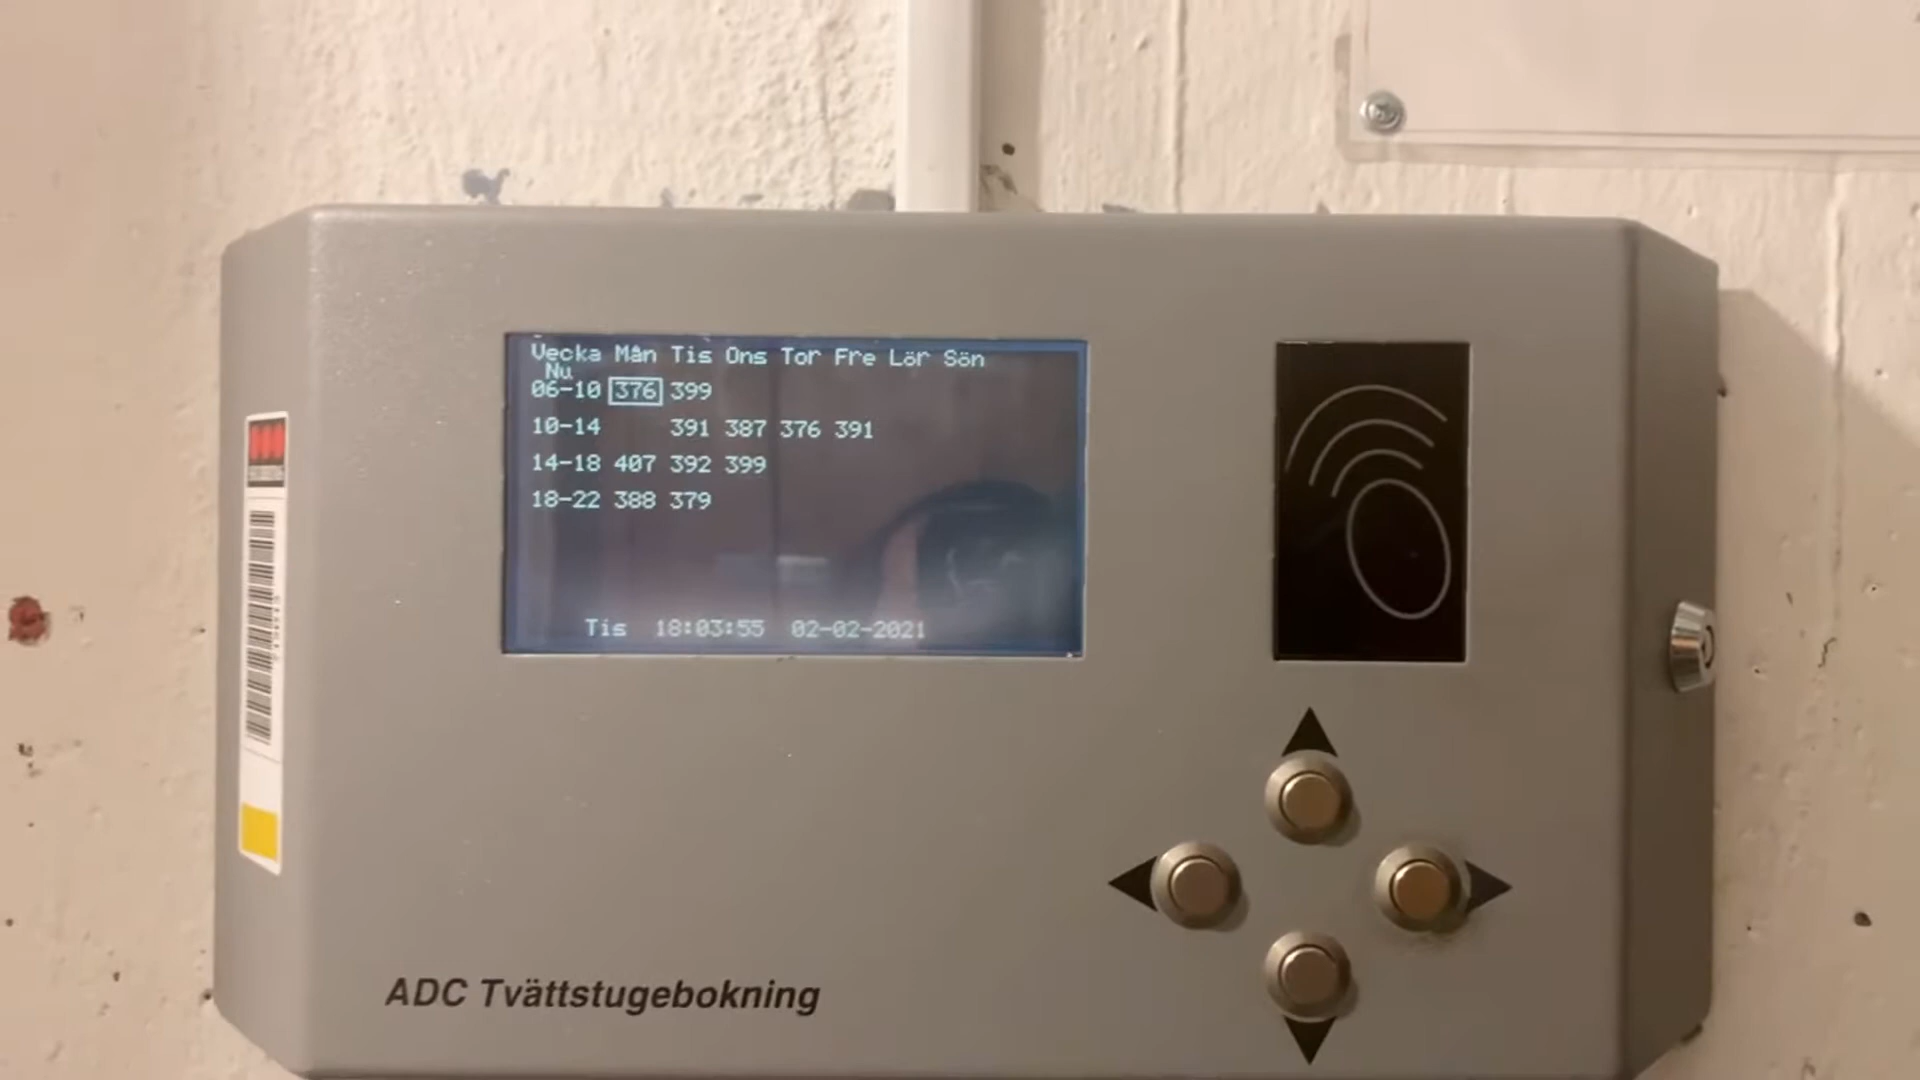 Vecka Mån Tis Ons Tor Fre Lör Sön
Nu
06-10 376 399
10-14 391 387 376 391
14-18 407 392 399
18-22 388 379
Tis 18:03:55 02-02-2021
ADC Tvättstugebokning